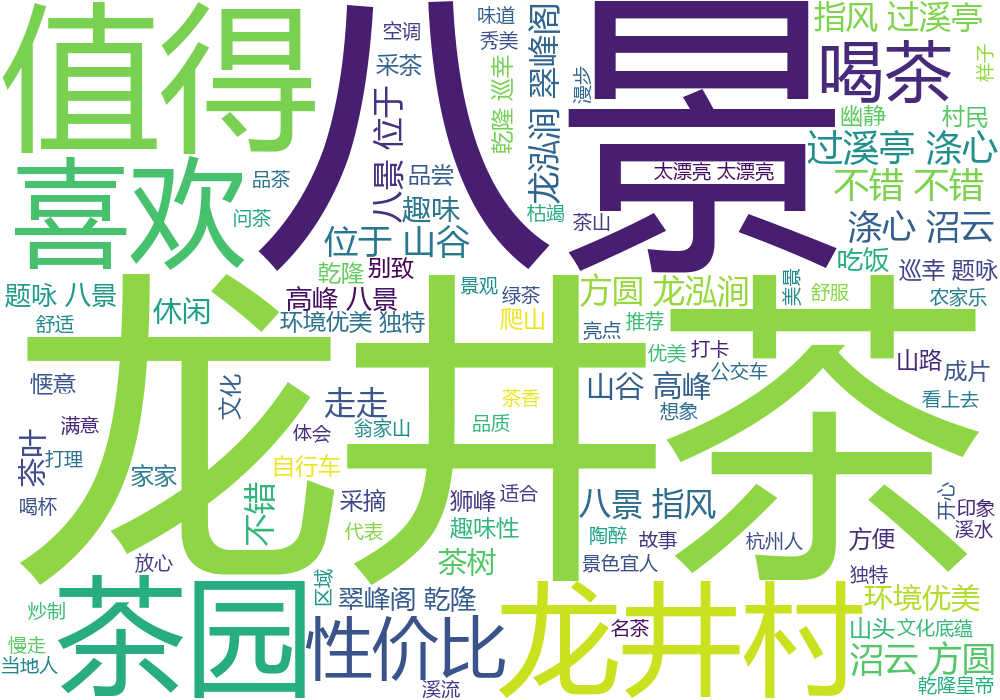 值得
八景
空调
采茶
八景 位于
味道
秀美
乾隆 巡幸
龙泓涧 翠峰阁
漫步
指风 过溪亭
喝茶
样子
幽静
村民
过溪亭 涤心
喜欢
品茶
问茶
品尝
趣味
位于 山谷
枯竭
茶山
太漂亮 太漂亮
不错 不错
涤心 沼云
吃饭
巡幸 题咏
乾隆
别致
题咏 八景
舒适
休闲
高峰 八景
环境优美 独特
景观
绿茶
爬山
方圆 龙泓涧
美景
舒服
农家乐
亮点
推荐
龙井茶
惬意
文化
走走
优美
打卡
公交车
山谷 高峰
想象
山路
成片
看上去
茶香
品质
满意
茶叶
打理
喝杯
家家
翁家山
体会
自行车
不错
采摘
代表
狮峰
适合
趣味性
茶树
八景 指风
陶醉
故事
景色宜人
杭州人
方便
独特
开心
印象
溪水
放心
区域
炒制
慢走
当地人
茶园
翠峰阁 乾隆
性价比
溪流
龙井村
名茶
环境优美
山头
文化底蕴
沼云 方圆
乾隆皇帝